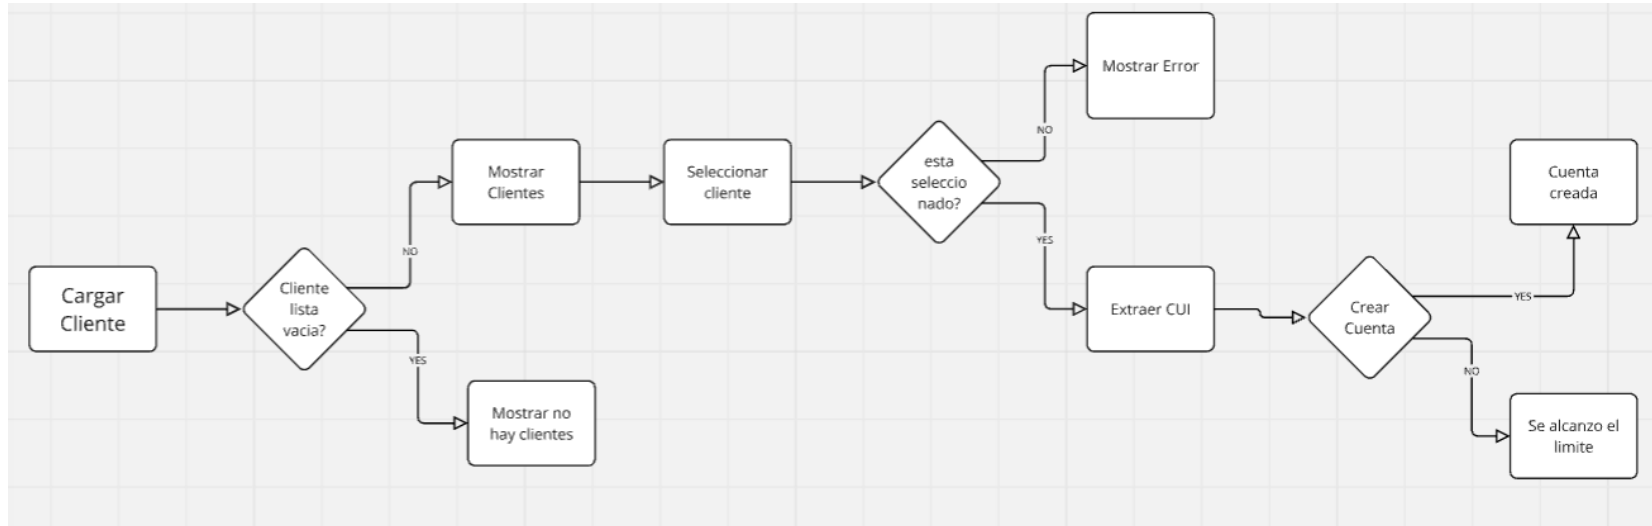 Cargar
Cliente
Cliente
lista
vacia?
NO
YES
Mostrar
Clientes
Mostrar no
hay clientes
Seleccionar
cliente
esta
seleccio
nado?
NO
YES
Mostrar Error
Extraer CUI
Crear
Cuenta
YES
NO
Cuenta
creada
Se alcanzo el
limite